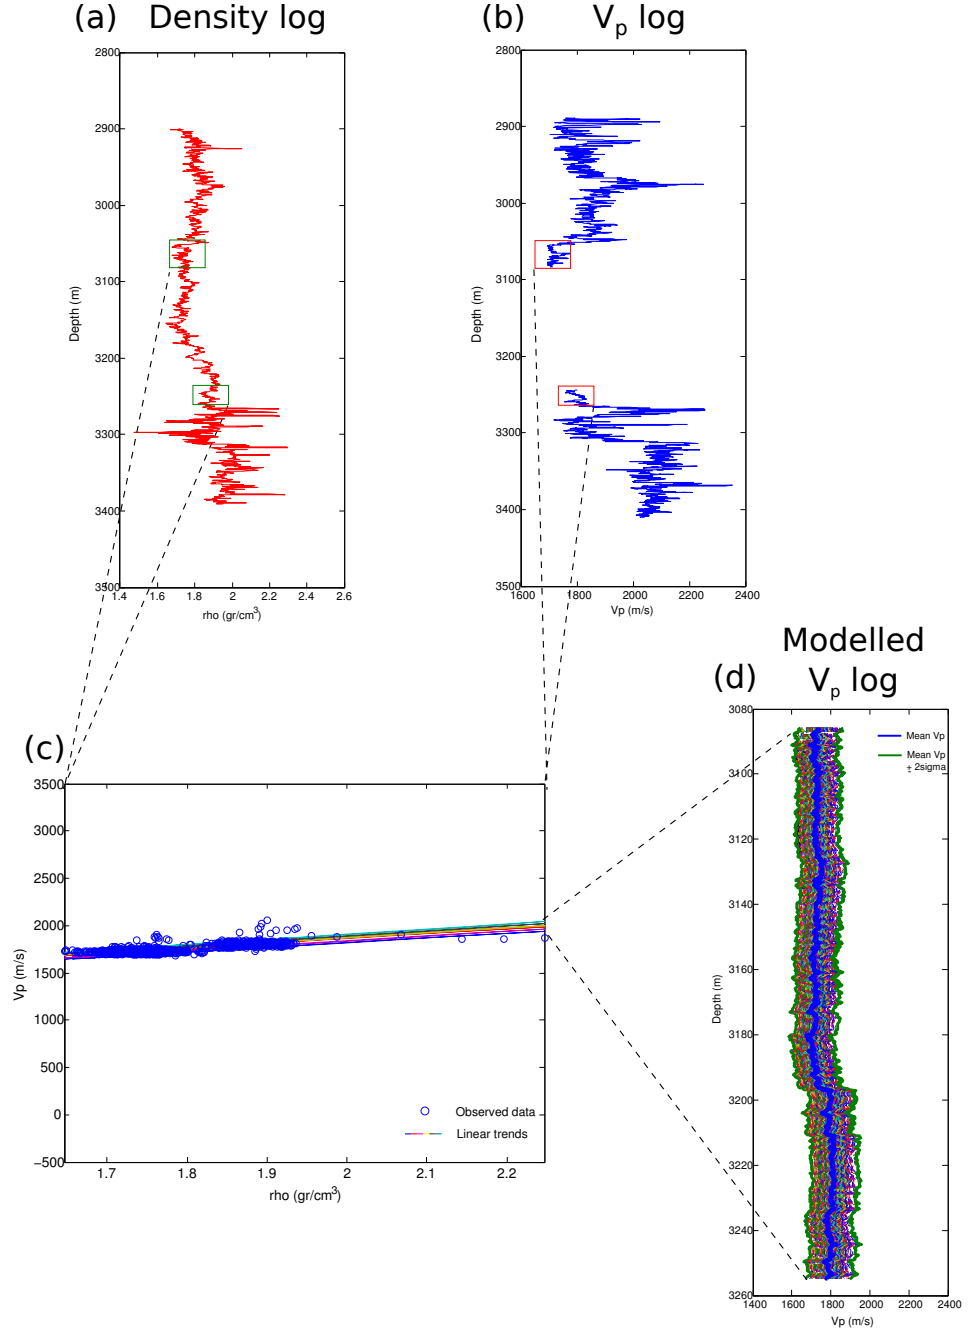 (a) Density log
2800
2900
3000
3100
3200
3300
3400
3500
Depth (m)
1.4 1.6 1.8 2 2.2 2.4 2.6
rho (gr/cm³)
(b) Vₚ log
2800
2900
3000
3100
3200
3300
3400
3500
Depth (m)
1600 1800 2000 2200 2400
Vp (m/s)
(c)
3500
3000
2500
2000
1500
1000
500
0
−500
Vp (m/s)
1.7 1.8 1.9 2 2.1 2.2
rho (gr/cm³)
Observed data
Linear trends
Modelled
(d) Vₚ log
3080
3100
3120
3140
3160
3180
3200
3220
3240
3260
Depth (m)
1400 1600 1800 2000 2200 2400
Vp (m/s)
Mean Vp
Mean Vp
± 2sigma